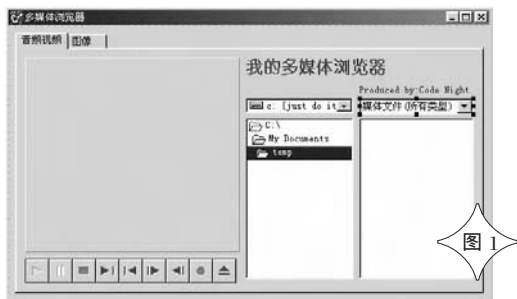 多媒体浏览器
音频视频 图像
我的多媒体浏览器
Produced by:Code Night
c: [just do it
媒体文件(所有类型)
C:\
My Documents
temp
图 1